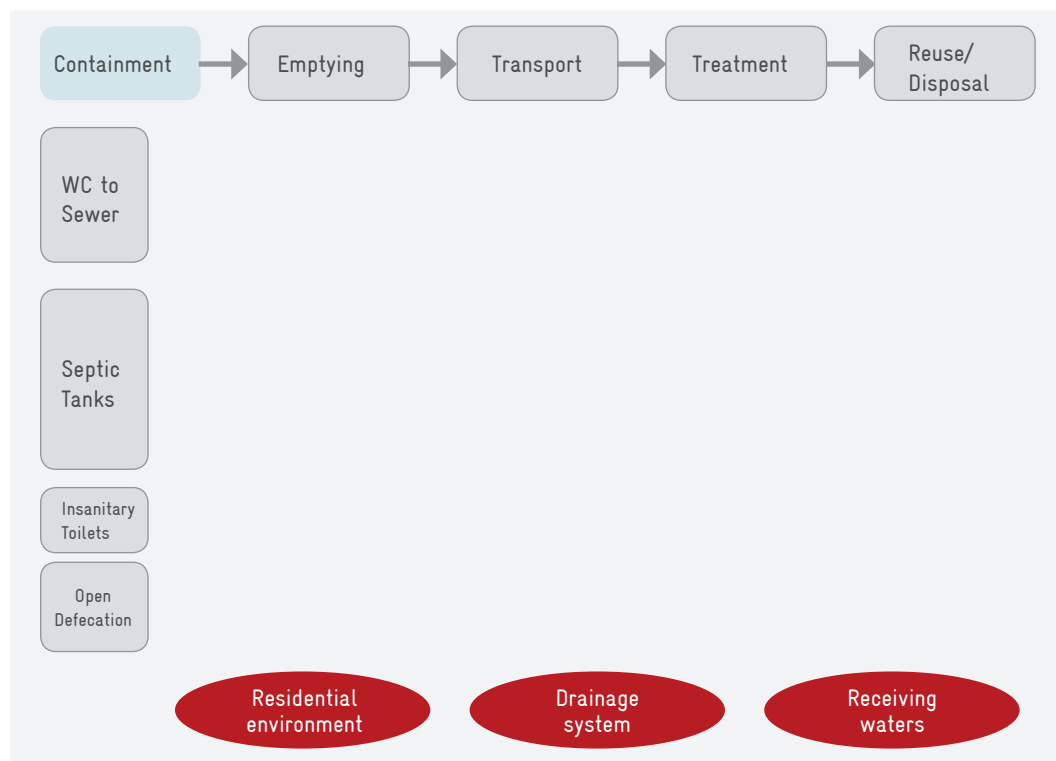 Containment
Emptying
Transport
Treatment
Reuse/
Disposal
WC to
Sewer
Septic
Tanks
Insanitary
Toilets
Open
Defecation
Residential
environment
Drainage
system
Receiving
waters